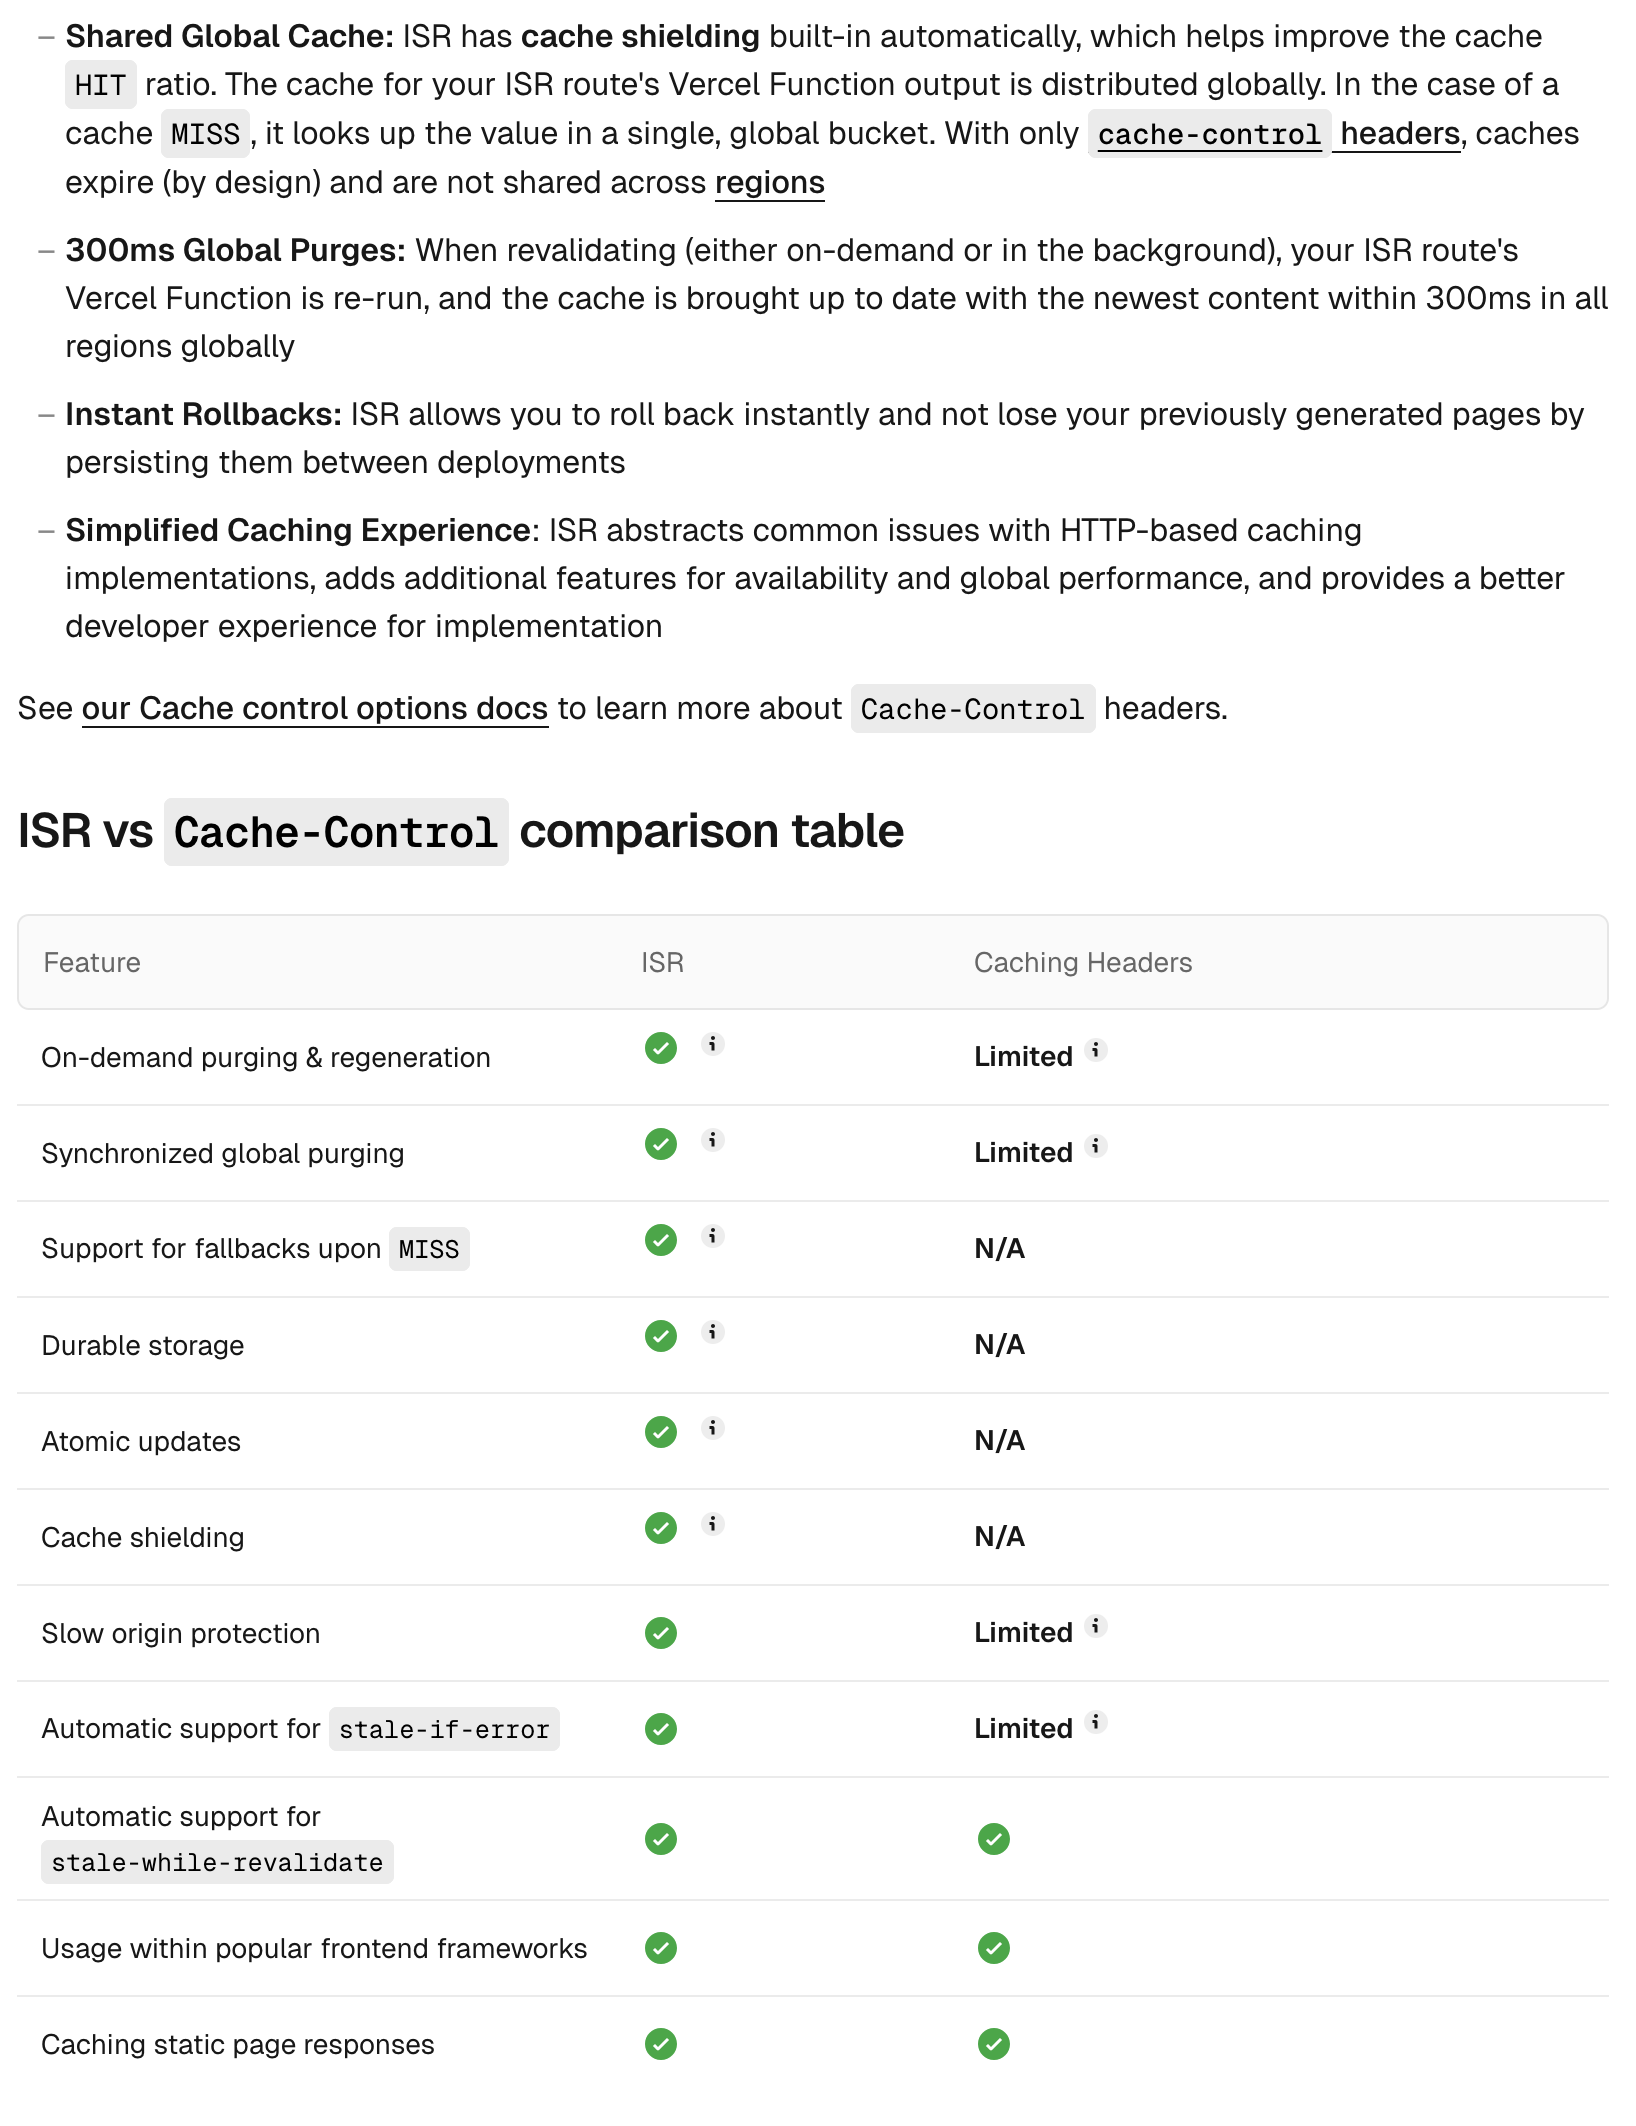 – Shared Global Cache: ISR has cache shielding built-in automatically, which helps improve the cache
HIT ratio. The cache for your ISR route's Vercel Function output is distributed globally. In the case of a
cache MISS, it looks up the value in a single, global bucket. With only cache-control headers, caches
expire (by design) and are not shared across regions
– 300ms Global Purges: When revalidating (either on-demand or in the background), your ISR route's
Vercel Function is re-run, and the cache is brought up to date with the newest content within 300ms in all
regions globally
– Instant Rollbacks: ISR allows you to roll back instantly and not lose your previously generated pages by
persisting them between deployments
– Simplified Caching Experience: ISR abstracts common issues with HTTP-based caching
implementations, adds additional features for availability and global performance, and provides a better
developer experience for implementation
See our Cache control options docs to learn more about Cache-Control headers.
ISR vs Cache-Control comparison table
Feature ISR Caching Headers
On-demand purging & regeneration i Limited i
Synchronized global purging i Limited i
Support for fallbacks upon MISS i N/A
Durable storage i N/A
Atomic updates i N/A
Cache shielding i N/A
Slow origin protection Limited i
Automatic support for stale-if-error Limited i
Automatic support for
stale-while-revalidate
Usage within popular frontend frameworks
Caching static page responses